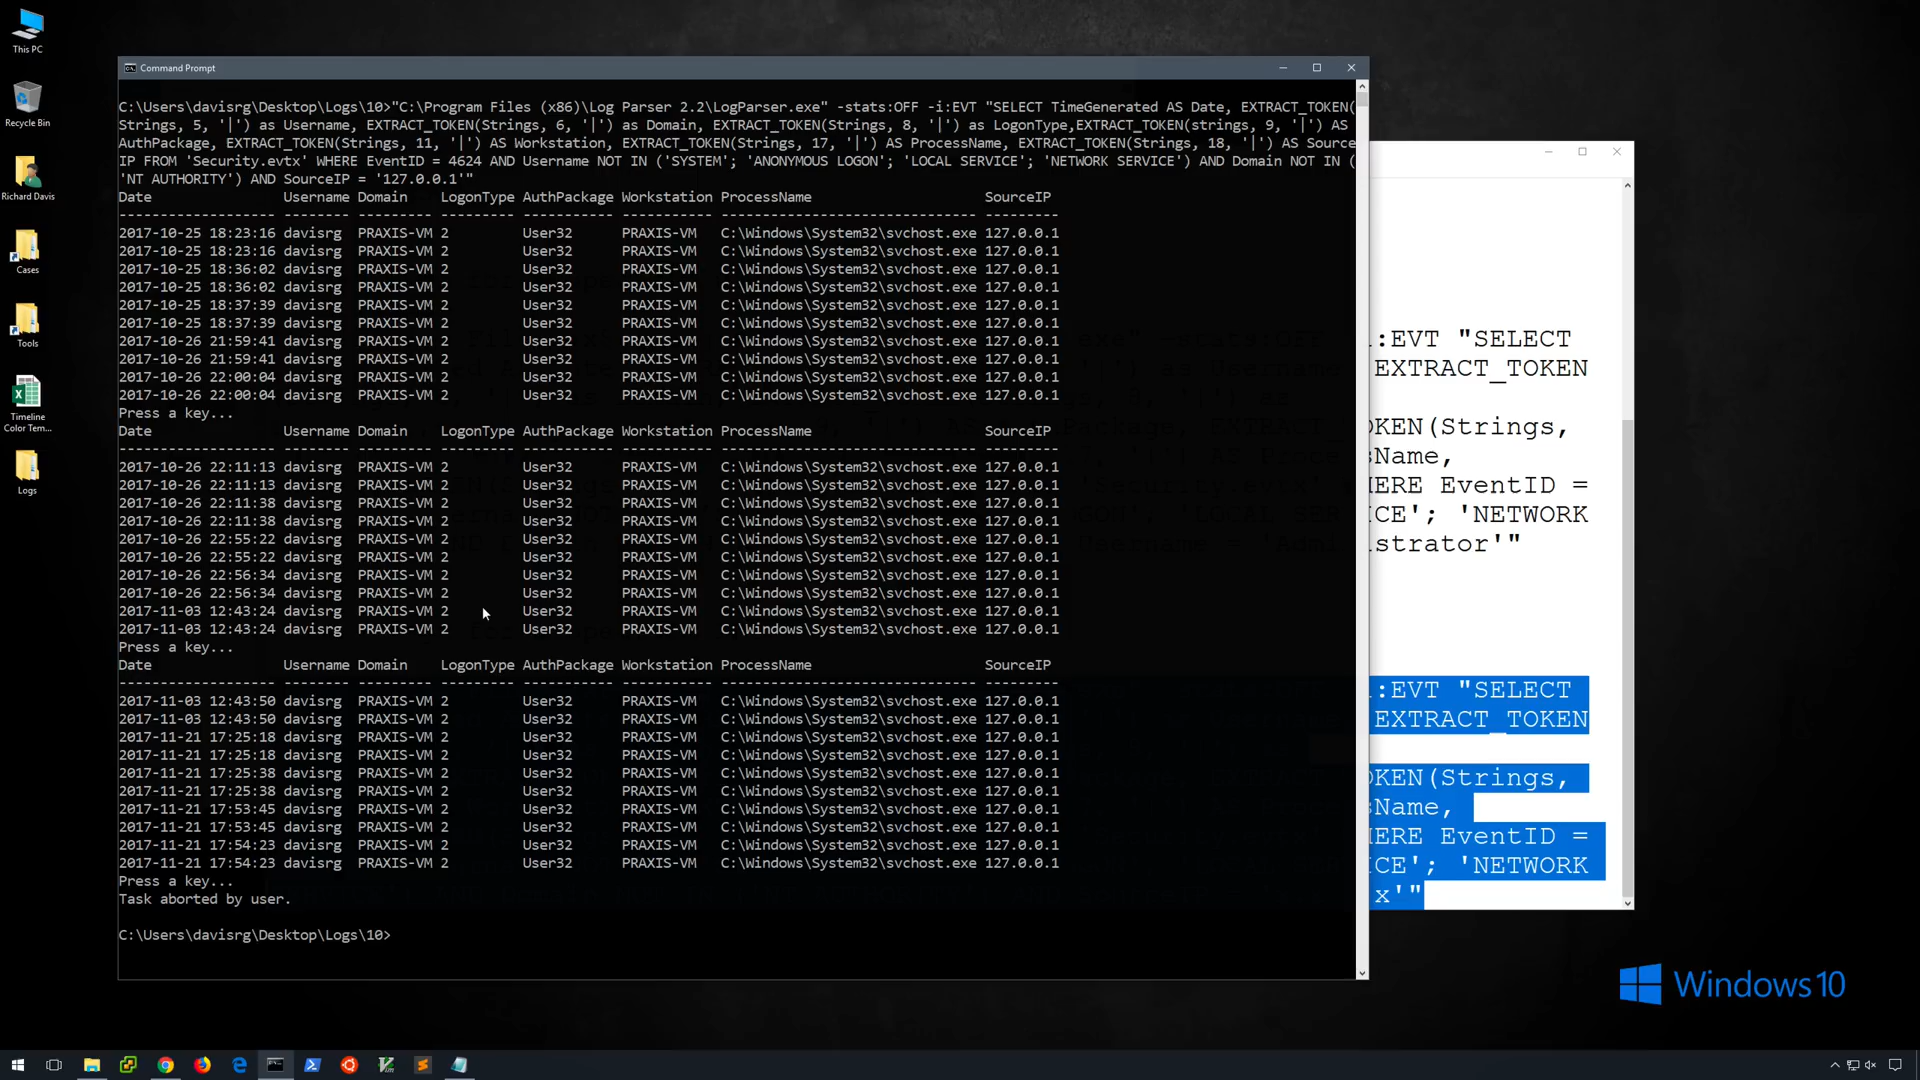 This PC
Recycle Bin
Richard Davis
Cases
Tools
Timeline
Color Tem...
Logs
Command Prompt
C:\Users\davisrg\Desktop\Logs\10>"C:\Program Files (x86)\Log Parser 2.2\LogParser.exe" -stats:OFF -i:EVT "SELECT TimeGenerated AS Date, EXTRACT_TOKEN(
Strings, 5, '|') as Username, EXTRACT_TOKEN(Strings, 6, '|') as Domain, EXTRACT_TOKEN(Strings, 8, '|') as LogonType,EXTRACT_TOKEN(strings, 9, '|') AS
AuthPackage, EXTRACT_TOKEN(Strings, 11, '|') AS Workstation, EXTRACT_TOKEN(Strings, 17, '|') AS ProcessName, EXTRACT_TOKEN(Strings, 18, '|') AS Source
IP FROM 'Security.evtx' WHERE EventID = 4624 AND Username NOT IN ('SYSTEM'; 'ANONYMOUS LOGON'; 'LOCAL SERVICE'; 'NETWORK SERVICE') AND Domain NOT IN (
'NT AUTHORITY') AND SourceIP = '127.0.0.1'"
Date Username Domain LogonType AuthPackage Workstation ProcessName SourceIP
------------------- -------- --------- --------- ----------- ----------- ------------------------------- ---------
2017-10-25 18:23:16 davisrg PRAXIS-VM 2 User32 PRAXIS-VM C:\Windows\System32\svchost.exe 127.0.0.1
2017-10-25 18:23:16 davisrg PRAXIS-VM 2 User32 PRAXIS-VM C:\Windows\System32\svchost.exe 127.0.0.1
2017-10-25 18:36:02 davisrg PRAXIS-VM 2 User32 PRAXIS-VM C:\Windows\System32\svchost.exe 127.0.0.1
2017-10-25 18:36:02 davisrg PRAXIS-VM 2 User32 PRAXIS-VM C:\Windows\System32\svchost.exe 127.0.0.1
2017-10-25 18:37:39 davisrg PRAXIS-VM 2 User32 PRAXIS-VM C:\Windows\System32\svchost.exe 127.0.0.1
2017-10-25 18:37:39 davisrg PRAXIS-VM 2 User32 PRAXIS-VM C:\Windows\System32\svchost.exe 127.0.0.1
2017-10-26 21:59:41 davisrg PRAXIS-VM 2 User32 PRAXIS-VM C:\Windows\System32\svchost.exe 127.0.0.1
2017-10-26 21:59:41 davisrg PRAXIS-VM 2 User32 PRAXIS-VM C:\Windows\System32\svchost.exe 127.0.0.1
2017-10-26 22:00:04 davisrg PRAXIS-VM 2 User32 PRAXIS-VM C:\Windows\System32\svchost.exe 127.0.0.1
2017-10-26 22:00:04 davisrg PRAXIS-VM 2 User32 PRAXIS-VM C:\Windows\System32\svchost.exe 127.0.0.1
Press a key...
Date Username Domain LogonType AuthPackage Workstation ProcessName SourceIP
------------------- -------- --------- --------- ----------- ----------- ------------------------------- ---------
2017-10-26 22:11:13 davisrg PRAXIS-VM 2 User32 PRAXIS-VM C:\Windows\System32\svchost.exe 127.0.0.1
2017-10-26 22:11:13 davisrg PRAXIS-VM 2 User32 PRAXIS-VM C:\Windows\System32\svchost.exe 127.0.0.1
2017-10-26 22:11:38 davisrg PRAXIS-VM 2 User32 PRAXIS-VM C:\Windows\System32\svchost.exe 127.0.0.1
2017-10-26 22:11:38 davisrg PRAXIS-VM 2 User32 PRAXIS-VM C:\Windows\System32\svchost.exe 127.0.0.1
2017-10-26 22:55:22 davisrg PRAXIS-VM 2 User32 PRAXIS-VM C:\Windows\System32\svchost.exe 127.0.0.1
2017-10-26 22:55:22 davisrg PRAXIS-VM 2 User32 PRAXIS-VM C:\Windows\System32\svchost.exe 127.0.0.1
2017-10-26 22:56:34 davisrg PRAXIS-VM 2 User32 PRAXIS-VM C:\Windows\System32\svchost.exe 127.0.0.1
2017-10-26 22:56:34 davisrg PRAXIS-VM 2 User32 PRAXIS-VM C:\Windows\System32\svchost.exe 127.0.0.1
2017-11-03 12:43:24 davisrg PRAXIS-VM 2 User32 PRAXIS-VM C:\Windows\System32\svchost.exe 127.0.0.1
2017-11-03 12:43:24 davisrg PRAXIS-VM 2 User32 PRAXIS-VM C:\Windows\System32\svchost.exe 127.0.0.1
Press a key...
Date Username Domain LogonType AuthPackage Workstation ProcessName SourceIP
------------------- -------- --------- --------- ----------- ----------- ------------------------------- ---------
2017-11-03 12:43:50 davisrg PRAXIS-VM 2 User32 PRAXIS-VM C:\Windows\System32\svchost.exe 127.0.0.1
2017-11-03 12:43:50 davisrg PRAXIS-VM 2 User32 PRAXIS-VM C:\Windows\System32\svchost.exe 127.0.0.1
2017-11-21 17:25:18 davisrg PRAXIS-VM 2 User32 PRAXIS-VM C:\Windows\System32\svchost.exe 127.0.0.1
2017-11-21 17:25:18 davisrg PRAXIS-VM 2 User32 PRAXIS-VM C:\Windows\System32\svchost.exe 127.0.0.1
2017-11-21 17:25:38 davisrg PRAXIS-VM 2 User32 PRAXIS-VM C:\Windows\System32\svchost.exe 127.0.0.1
2017-11-21 17:25:38 davisrg PRAXIS-VM 2 User32 PRAXIS-VM C:\Windows\System32\svchost.exe 127.0.0.1
2017-11-21 17:53:45 davisrg PRAXIS-VM 2 User32 PRAXIS-VM C:\Windows\System32\svchost.exe 127.0.0.1
2017-11-21 17:53:45 davisrg PRAXIS-VM 2 User32 PRAXIS-VM C:\Windows\System32\svchost.exe 127.0.0.1
2017-11-21 17:54:23 davisrg PRAXIS-VM 2 User32 PRAXIS-VM C:\Windows\System32\svchost.exe 127.0.0.1
2017-11-21 17:54:23 davisrg PRAXIS-VM 2 User32 PRAXIS-VM C:\Windows\System32\svchost.exe 127.0.0.1
Press a key...
Task aborted by user.
C:\Users\davisrg\Desktop\Logs\10>
i:EVT "SELECT
EXTRACT_TOKEN
OKEN(Strings,
sName,
HERE EventID =
ICE'; 'NETWORK
istrator'"
i:EVT "SELECT
EXTRACT_TOKEN
OKEN(Strings,
sName,
HERE EventID =
ICE'; 'NETWORK
x'"
Windows10